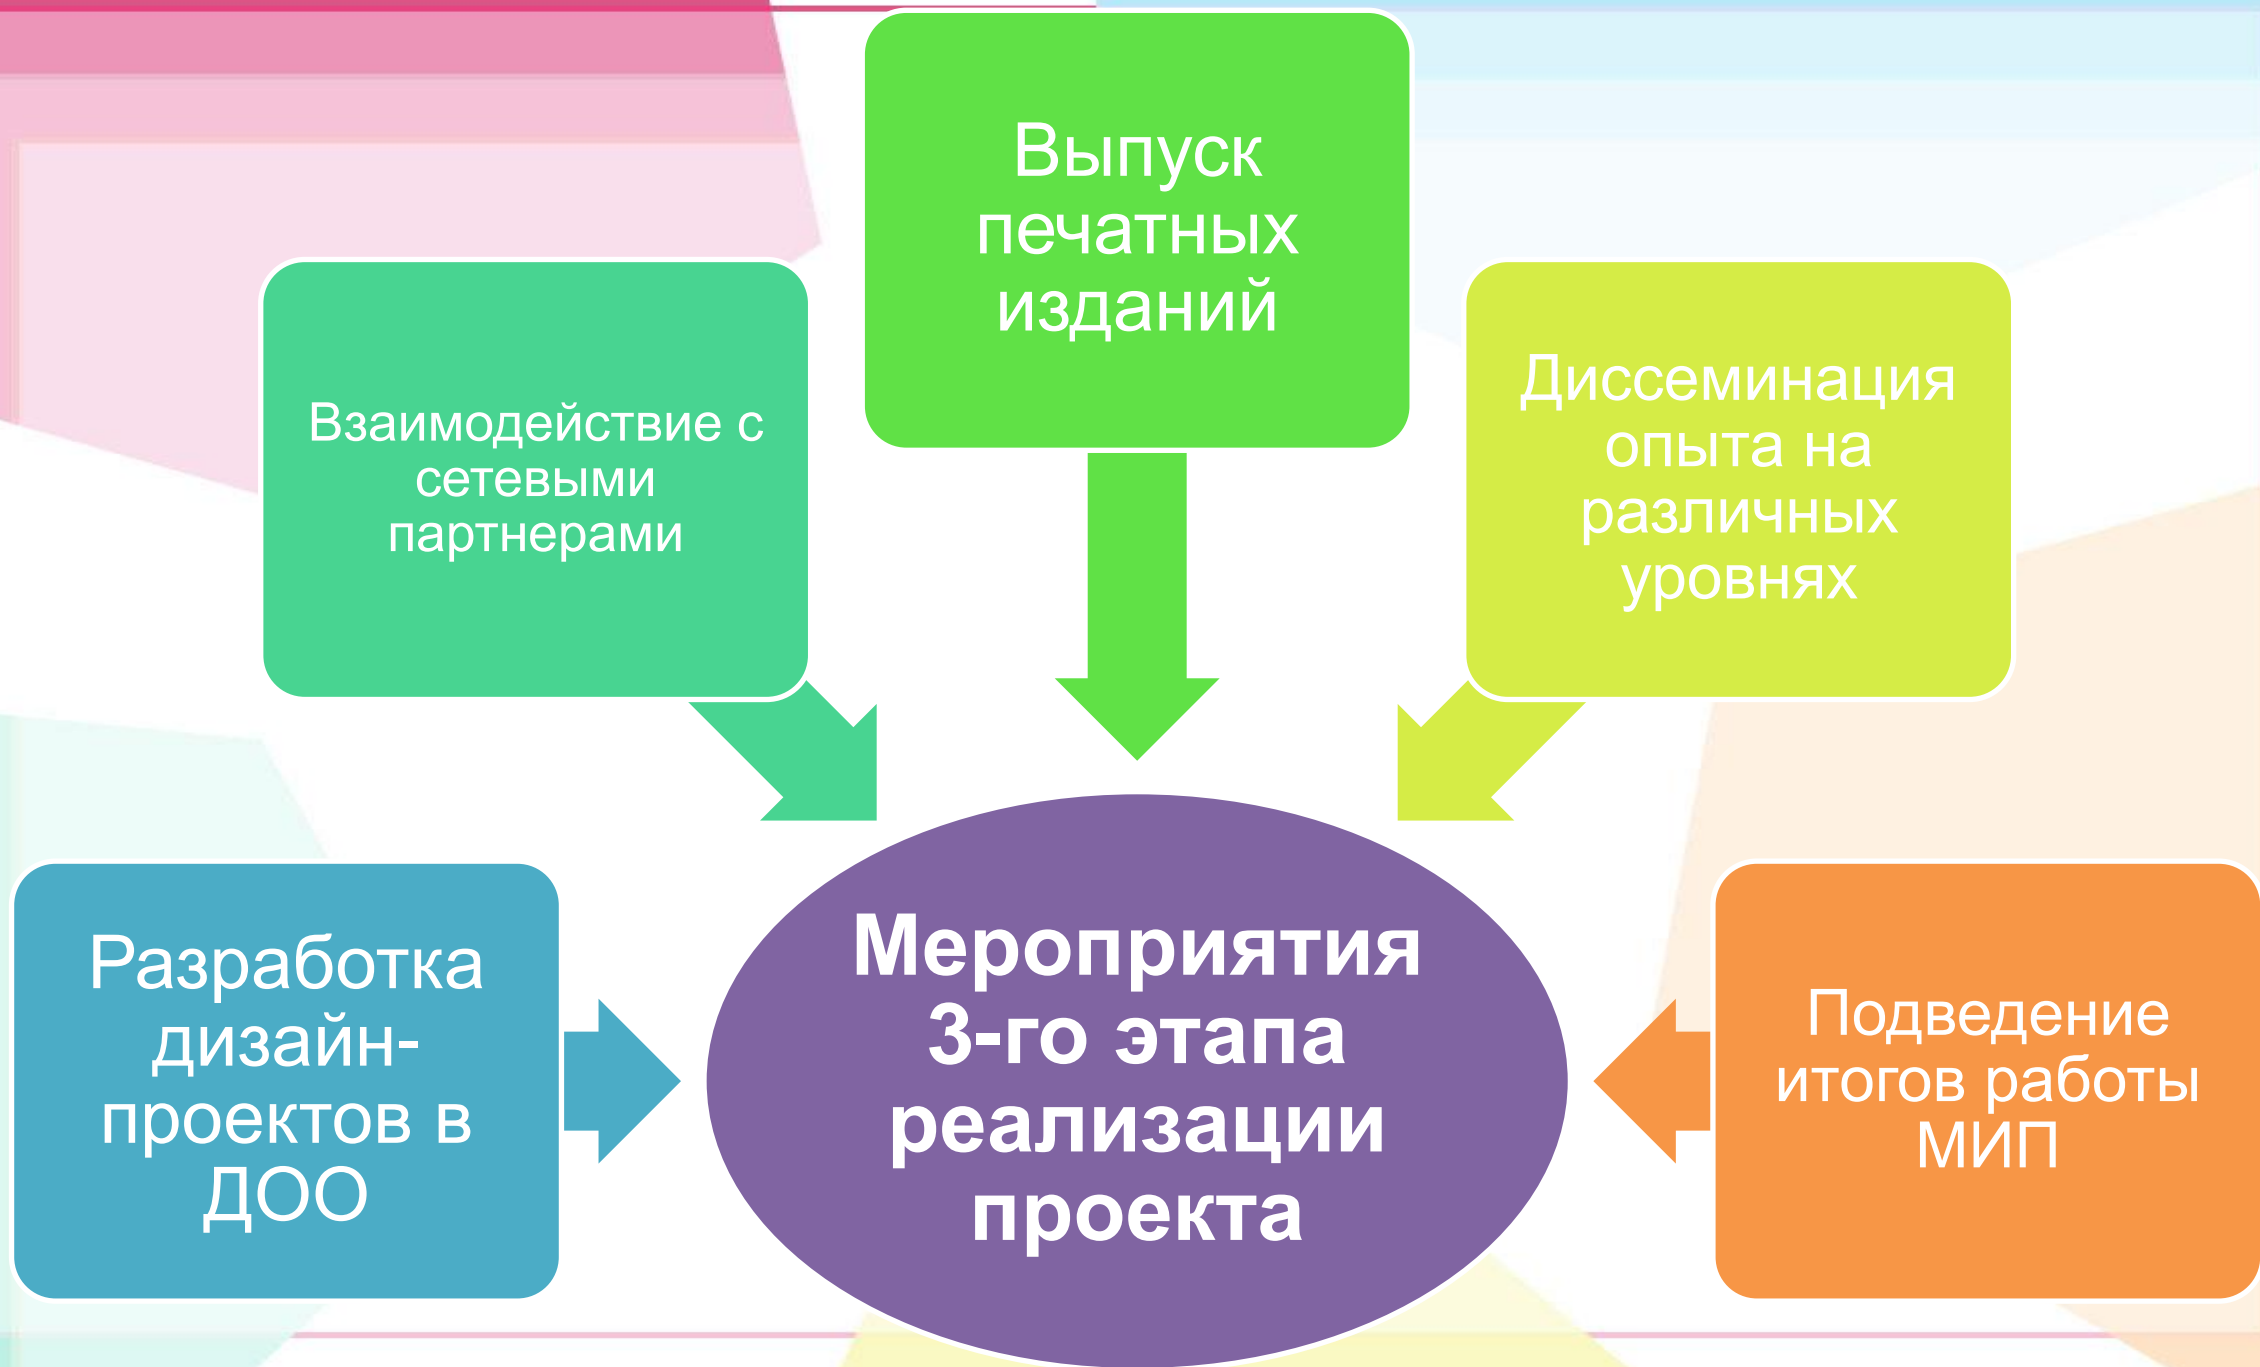 Выпуск
печатных
изданий
Взаимодействие с
сетевыми
партнерами
Диссеминация
опыта на
различных
уровнях
Разработка
дизайн-
проектов в
ДОО
Мероприятия
3-го этапа
реализации
проекта
Подведение
итогов работы
МИП